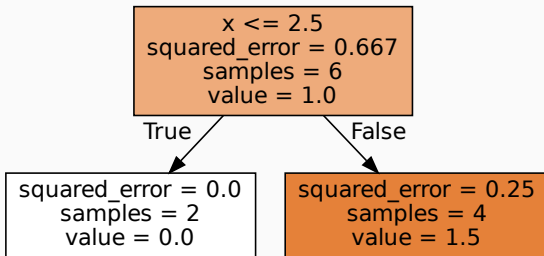 x <= 2.5
squared_error = 0.667
samples = 6
value = 1.0
True
False
squared_error = 0.0
samples = 2
value = 0.0
squared_error = 0.25
samples = 4
value = 1.5